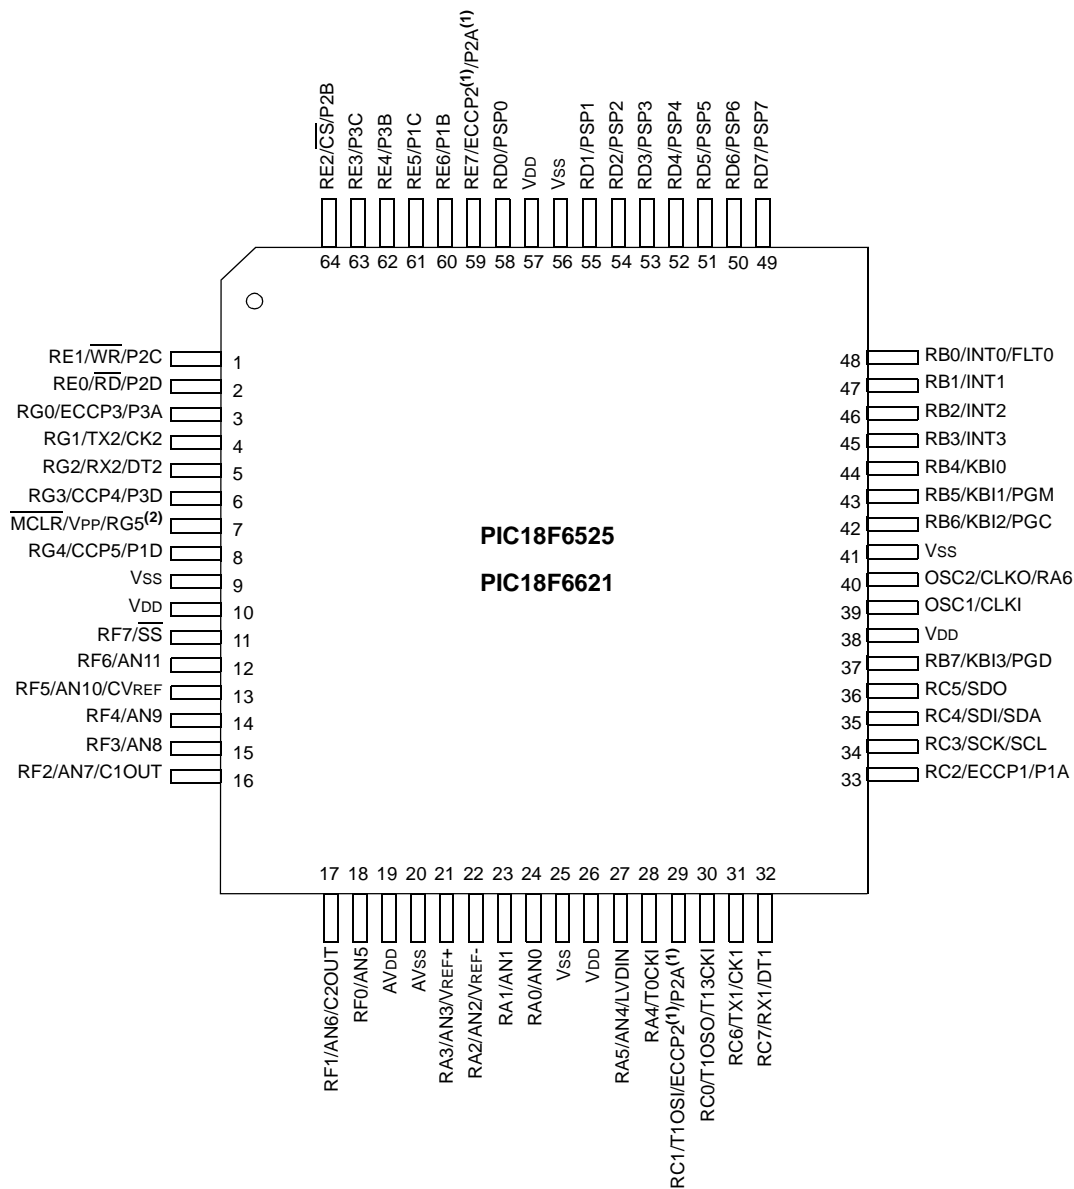 RE2/CS/P2B
RE3/P3C
RE4/P3B
RE5/P1C
RE6/P1B
RE7/ECCP2(1)/P2A(1)
RD0/PSP0
VDD
VSS
RD1/PSP1
RD2/PSP2
RD3/PSP3
RD4/PSP4
RD5/PSP5
RD6/PSP6
RD7/PSP7
64 63 62 61 60 59 58 57 56 55 54 53 52 51 50 49
RE1/WR/P2C 1
RE0/RD/P2D 2
RG0/ECCP3/P3A 3
RG1/TX2/CK2 4
RG2/RX2/DT2 5
RG3/CCP4/P3D 6
MCLR/VPP/RG5(2) 7
RG4/CCP5/P1D 8
VSS 9
VDD 10
RF7/SS 11
RF6/AN11 12
RF5/AN10/CVREF 13
RF4/AN9 14
RF3/AN8 15
RF2/AN7/C1OUT 16
PIC18F6525
PIC18F6621
48 RB0/INT0/FLT0
47 RB1/INT1
46 RB2/INT2
45 RB3/INT3
44 RB4/KBI0
43 RB5/KBI1/PGM
42 RB6/KBI2/PGC
41 VSS
40 OSC2/CLKO/RA6
39 OSC1/CLKI
38 VDD
37 RB7/KBI3/PGD
36 RC5/SDO
35 RC4/SDI/SDA
34 RC3/SCK/SCL
33 RC2/ECCP1/P1A
17 18 19 20 21 22 23 24 25 26 27 28 29 30 31 32
RF1/AN6/C2OUT
RF0/AN5
AVDD
AVSS
RA3/AN3/VREF+
RA2/AN2/VREF-
RA1/AN1
RA0/AN0
VSS
VDD
RA5/AN4/LVDIN
RA4/T0CKI
RC1/T1OSI/ECCP2(1)/P2A(1)
RC0/T1OSO/T13CKI
RC6/TX1/CK1
RC7/RX1/DT1